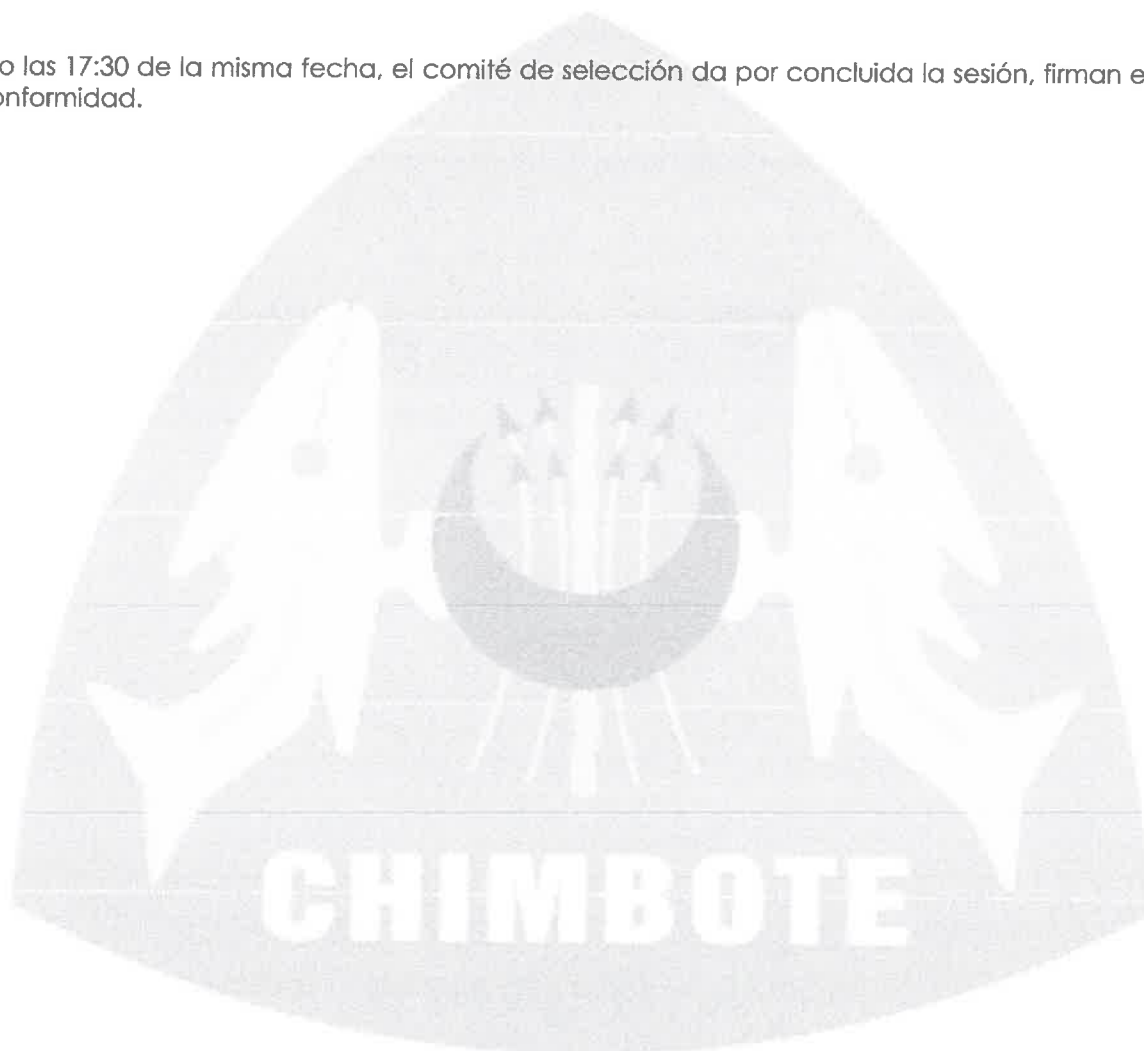 o las 17:30 de la misma fecha, el comité de selección da por concluida la sesión, firman e
onformidad.
CHIMBOTE